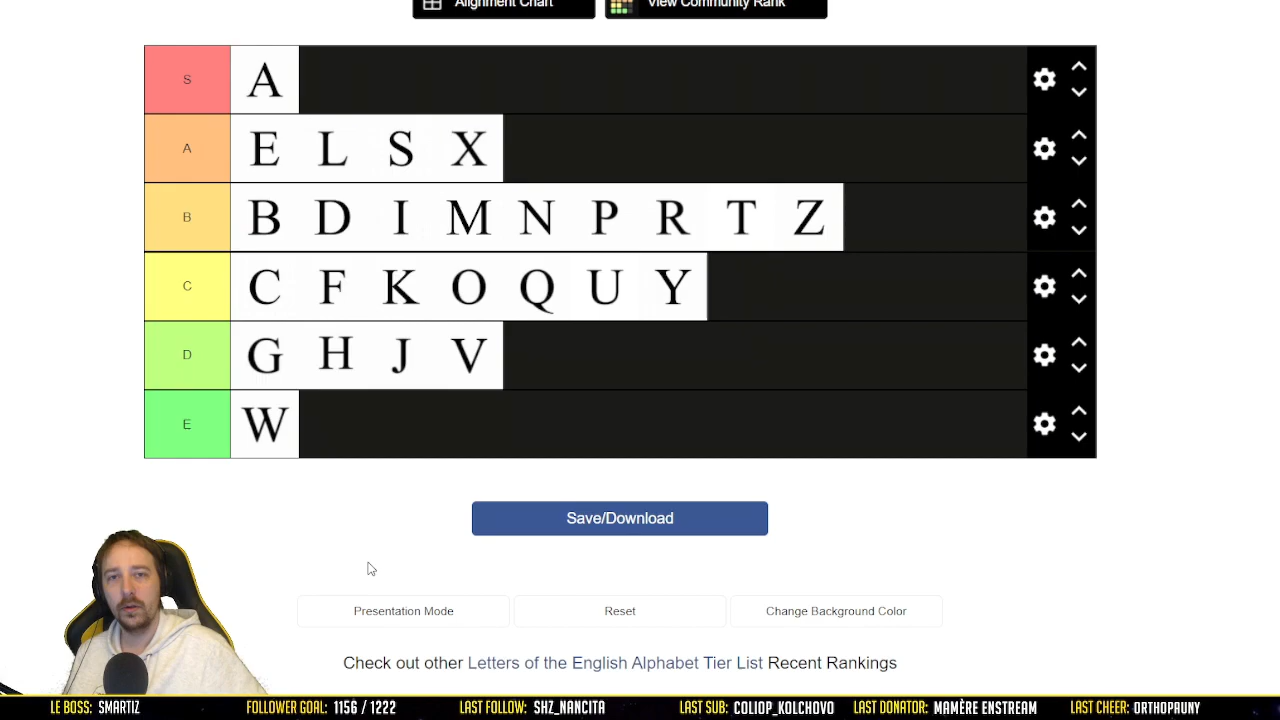 Alignment Chart View Community Rank
S A
A E L S X
B B D I M N P R T Z
C C F K O Q U Y
D G H J V
E W
Save/Download
Presentation Mode Reset Change Background Color
Check out other Letters of the English Alphabet Tier List Recent Rankings
LE BOSS: SMARTIZ FOLLOWER GOAL: 1156 / 1222 LAST FOLLOW: SHZ_NANCITA LAST SUB: COLIOP_KOLCHOVO LAST DONATOR: MAMÈRE ENSTREAM LAST CHEER: ORTHOPAUNY